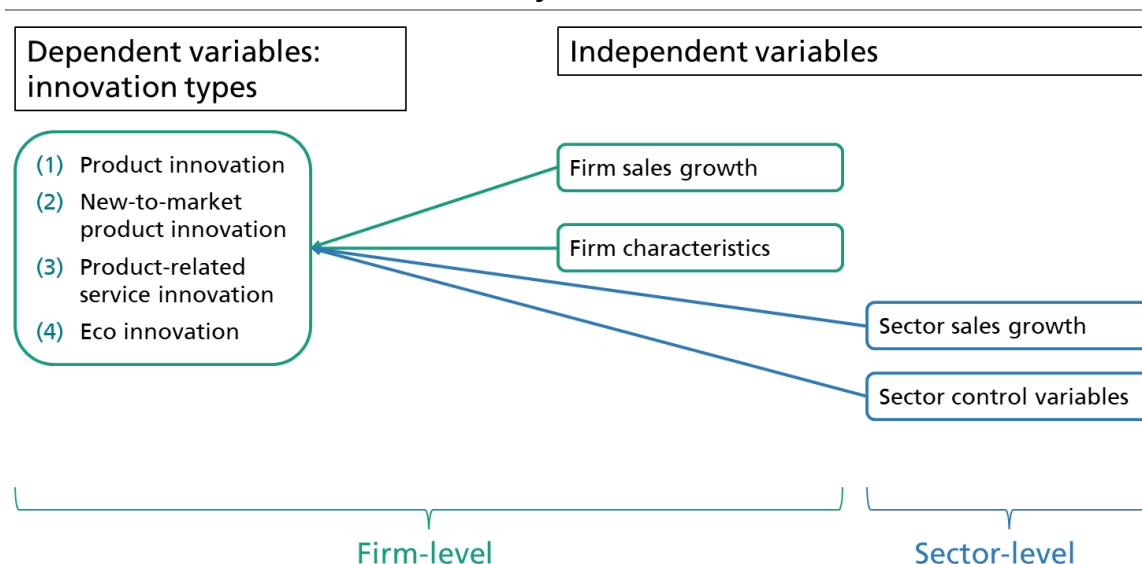 Dependent variables:
innovation types
Independent variables
(1) Product innovation
(2) New-to-market
product innovation
(3) Product-related
service innovation
(4) Eco innovation
Firm sales growth
Firm characteristics
Sector sales growth
Sector control variables
Firm-level
Sector-level